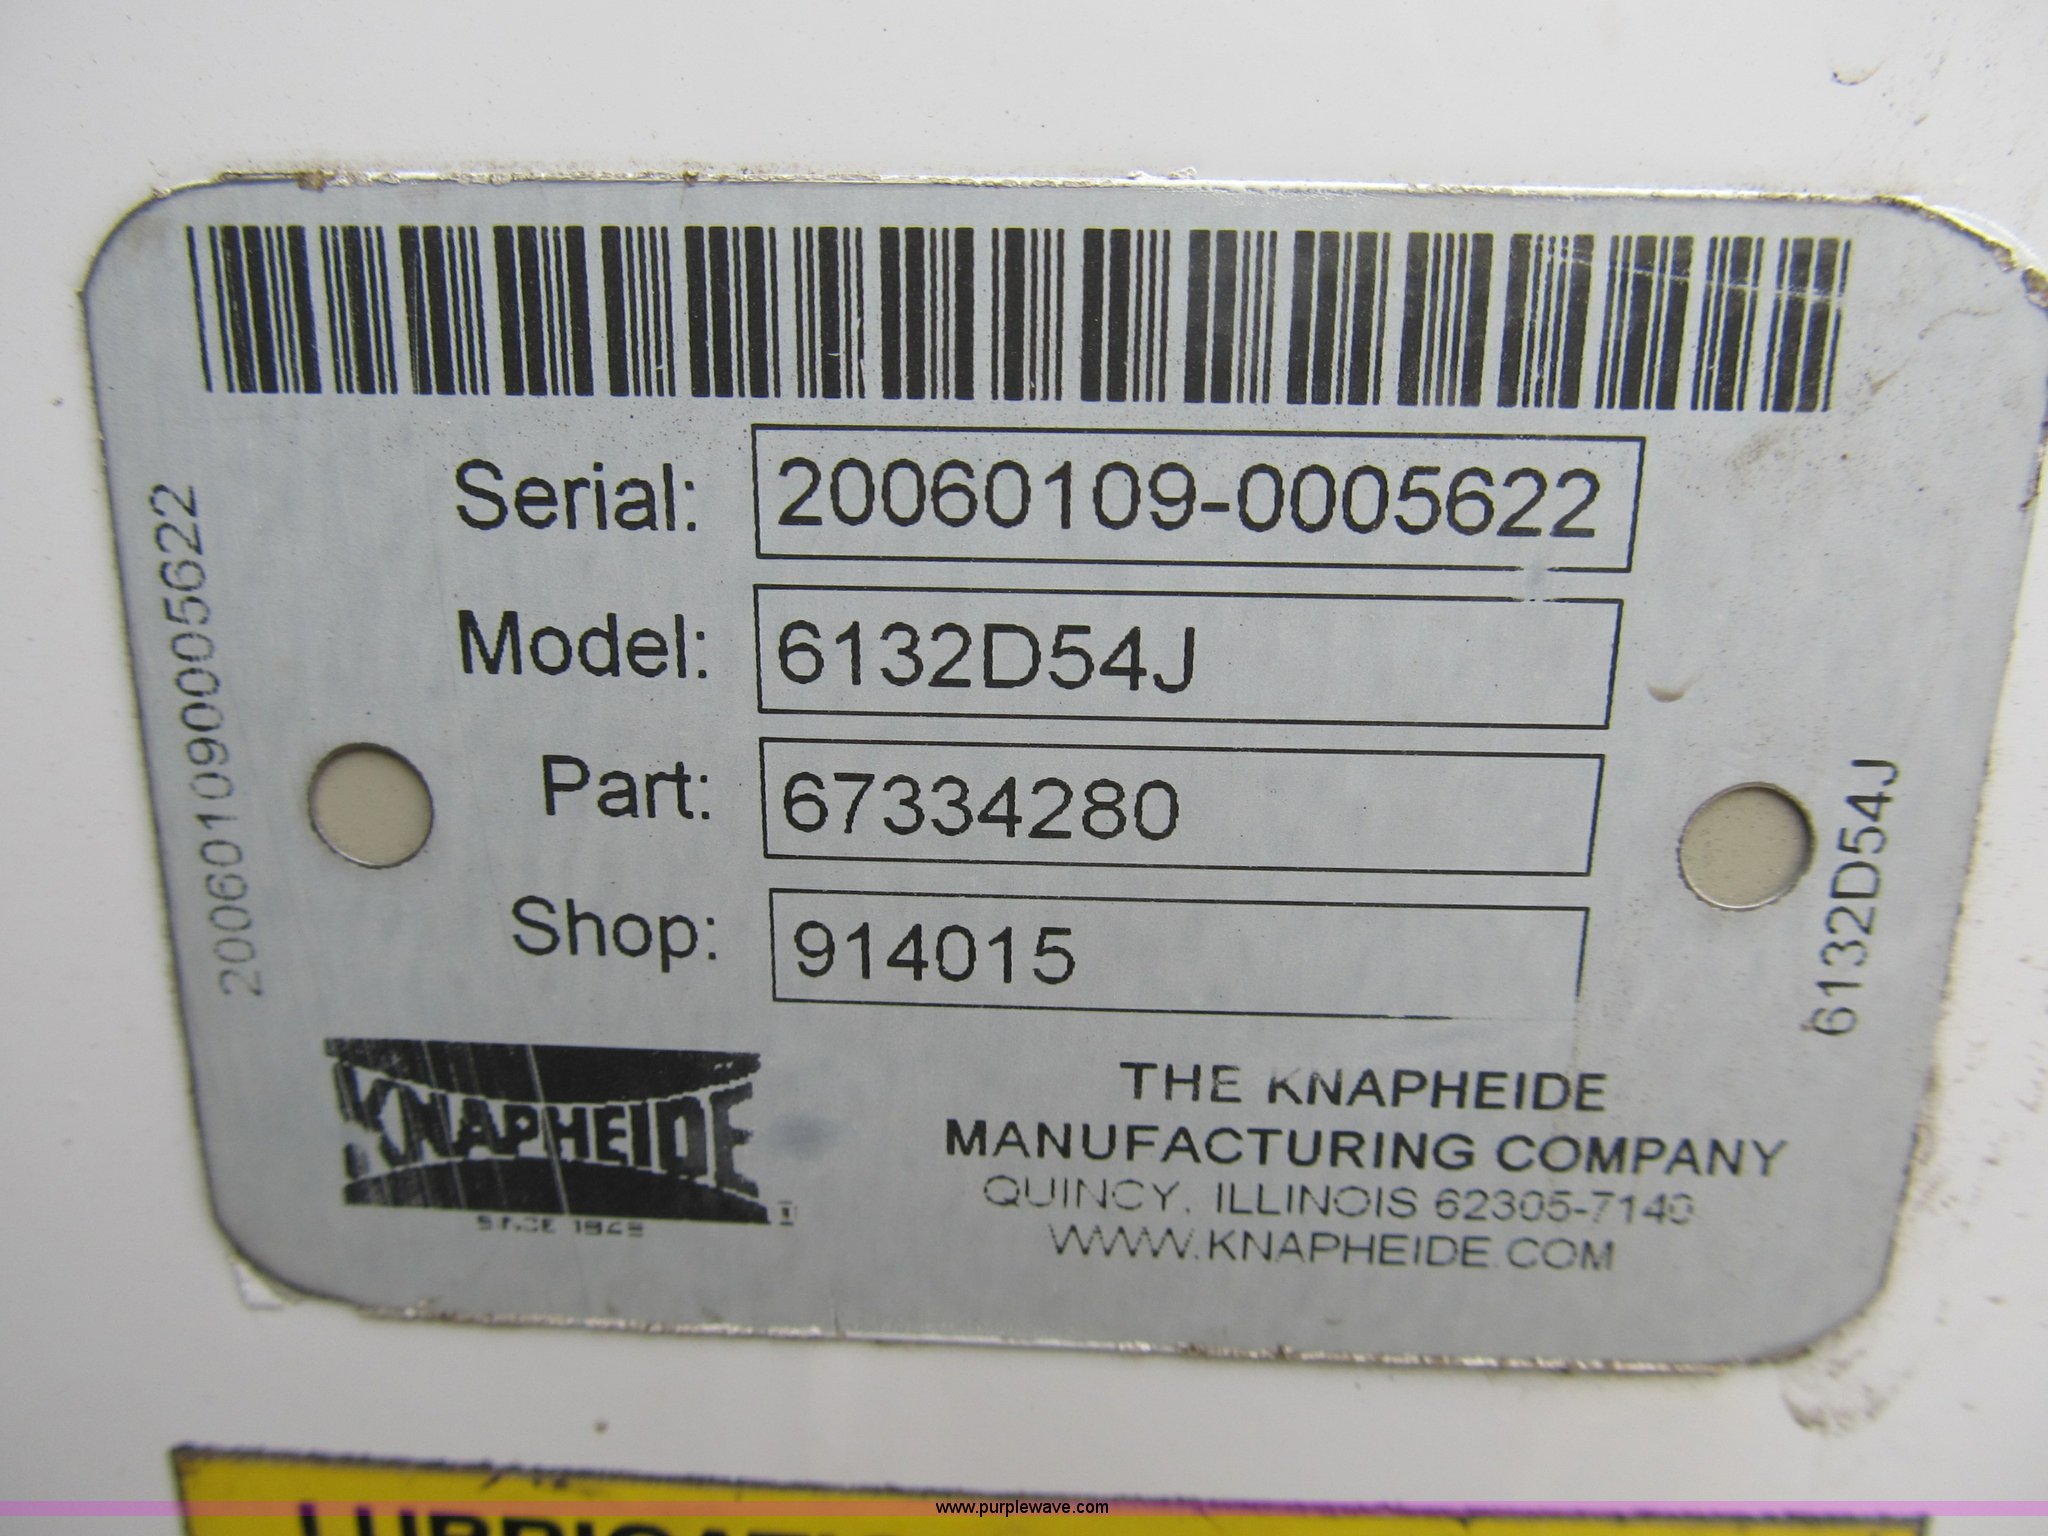 Serial: 20060109-0005622
Model: 6132D54J
Part: 67334280
Shop: 914015
200601090005622
6132D54J
KNAPHEIDE
SINCE 1848
THE KNAPHEIDE
MANUFACTURING COMPANY
QUINCY, ILLINOIS 62305-7140
WWW.KNAPHEIDE.COM
www.purplewave.com